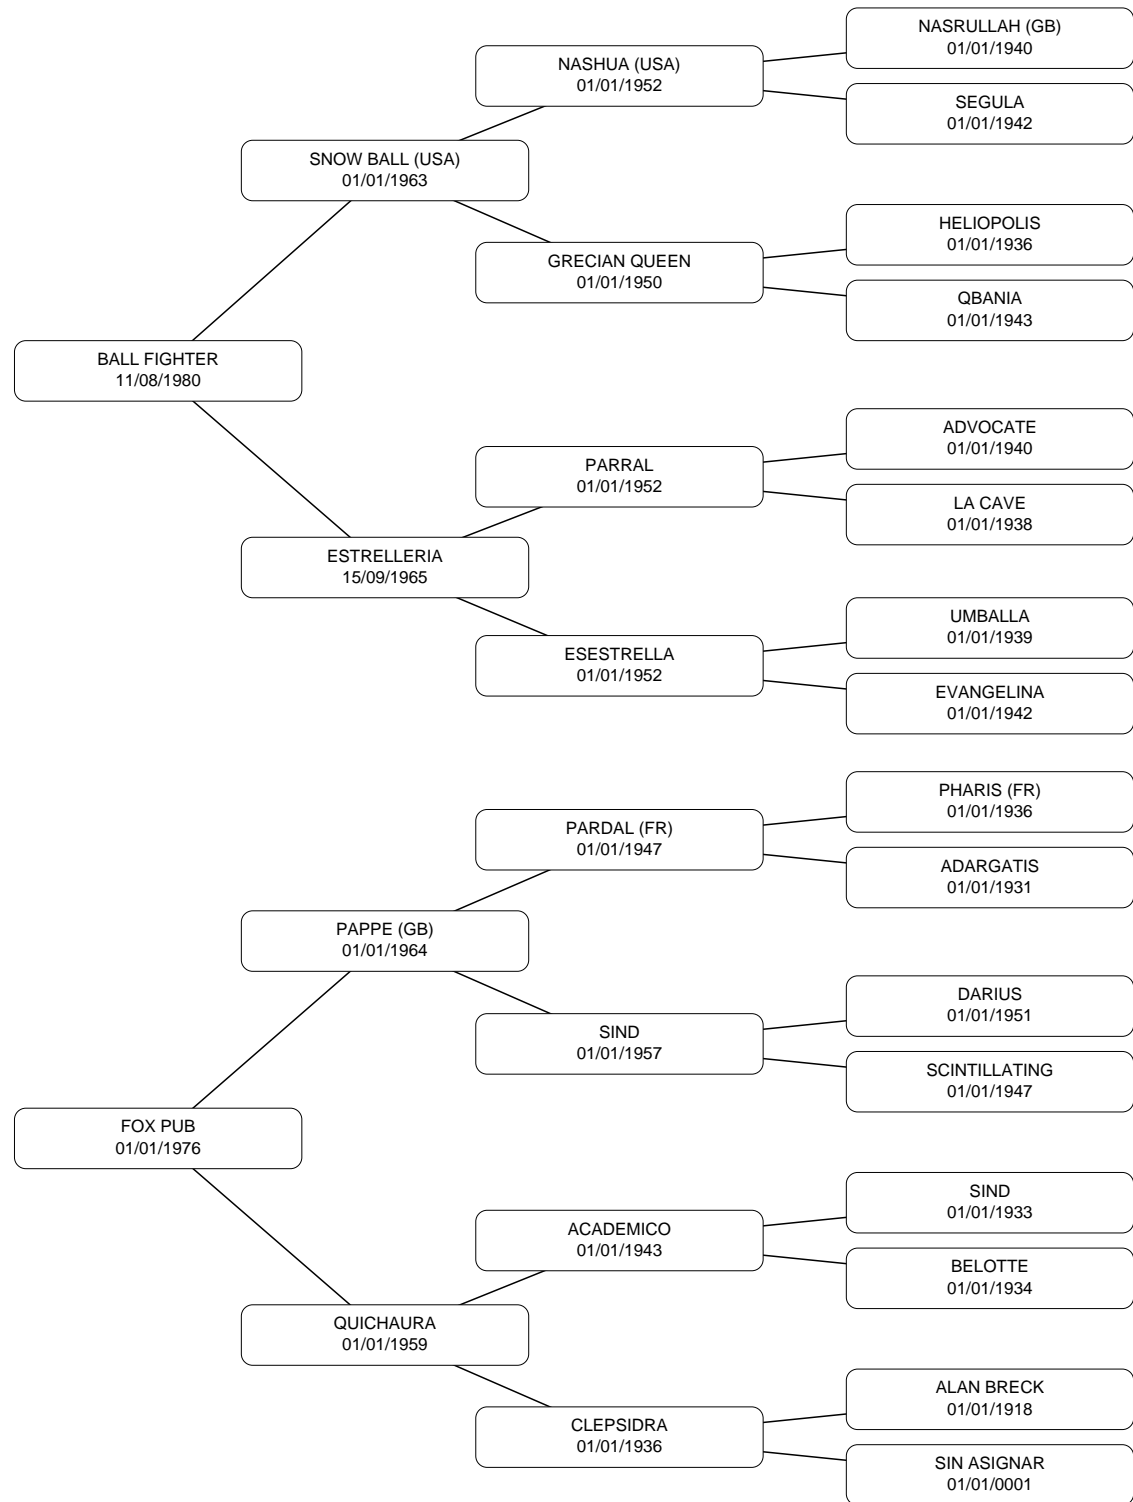 NASRULLAH (GB)
01/01/1940
NASHUA (USA)
01/01/1952
SEGULA
01/01/1942
SNOW BALL (USA)
01/01/1963
HELIOPOLIS
01/01/1936
GRECIAN QUEEN
01/01/1950
QBANIA
01/01/1943
BALL FIGHTER
11/08/1980
ADVOCATE
01/01/1940
PARRAL
01/01/1952
LA CAVE
01/01/1938
ESTRELLERIA
15/09/1965
UMBALLA
01/01/1939
ESESTRELLA
01/01/1952
EVANGELINA
01/01/1942
PHARIS (FR)
01/01/1936
PARDAL (FR)
01/01/1947
ADARGATIS
01/01/1931
PAPPE (GB)
01/01/1964
DARIUS
01/01/1951
SIND
01/01/1957
SCINTILLATING
01/01/1947
FOX PUB
01/01/1976
SIND
01/01/1933
ACADEMICO
01/01/1943
BELOTTE
01/01/1934
QUICHAURA
01/01/1959
ALAN BRECK
01/01/1918
CLEPSIDRA
01/01/1936
SIN ASIGNAR
01/01/0001